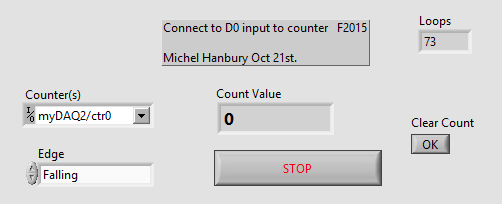 Connect to D0 input to counter F2015
Michel Hanbury Oct 21st.
Loops
73
Counter(s)
I/0 myDAQ2/ctr0
Count Value
0
Clear Count
OK
Edge
Falling
STOP